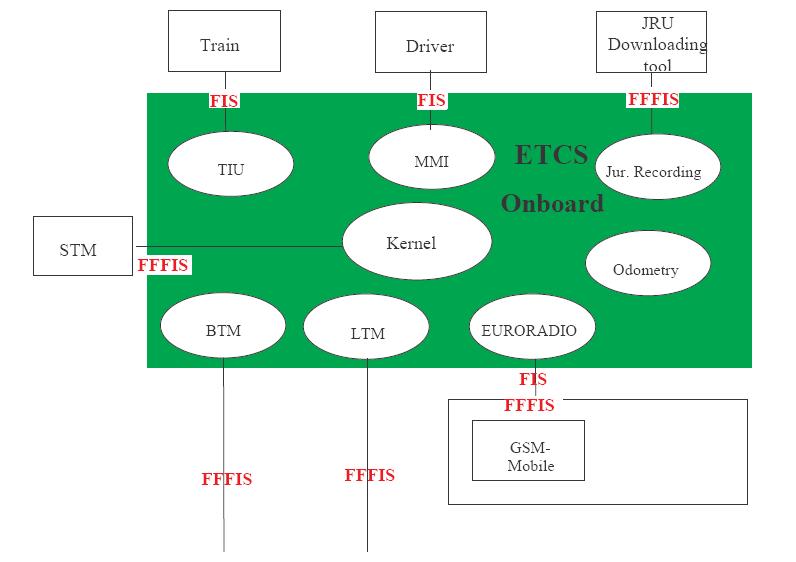 Train
Driver
JRU
Downloading
tool
FIS
FIS
FFFIS
TIU
MMI
ETCS
Onboard
Jur. Recording
STM
FFFIS
Kernel
Odometry
BTM
LTM
EURORADIO
FIS
FFFIS
GSM-
Mobile
FFFIS
FFFIS